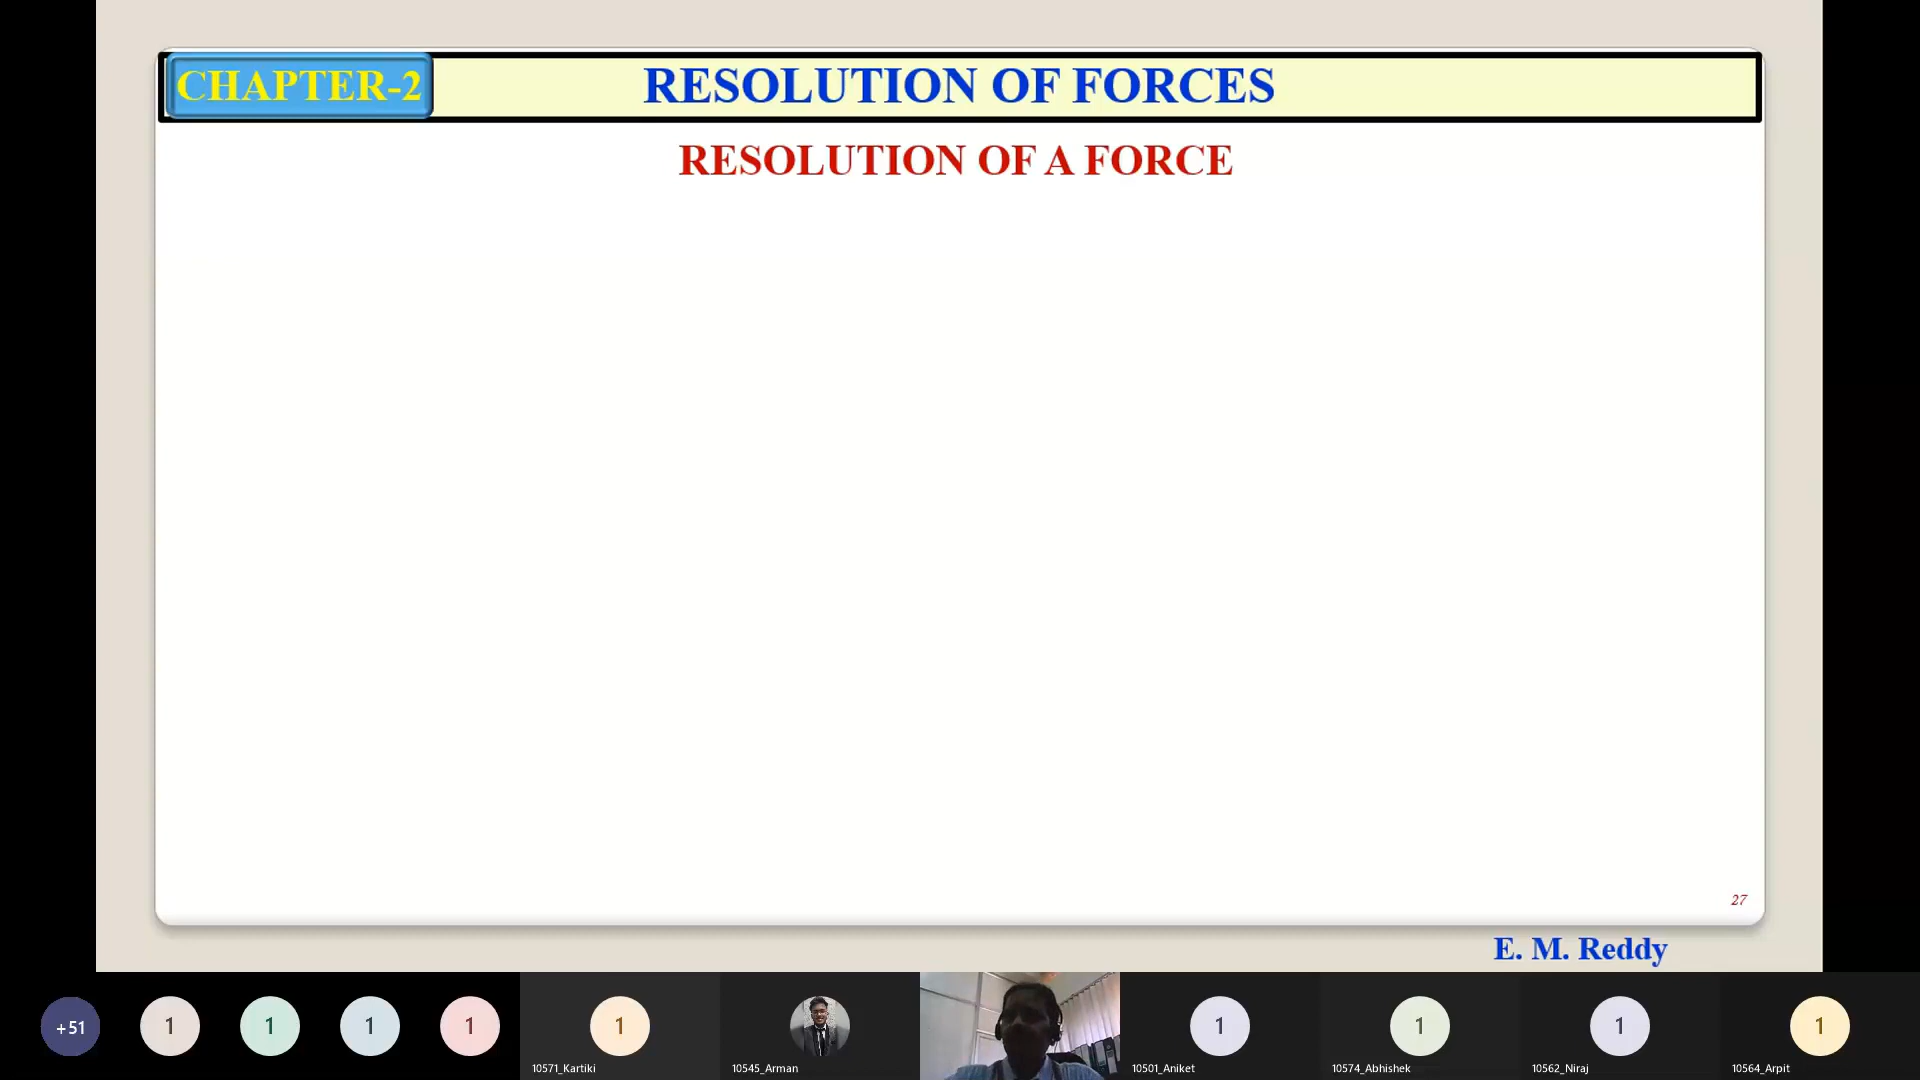 CHAPTER-2
RESOLUTION OF FORCES
RESOLUTION OF A FORCE
27
E. M. Reddy
+51
1
1
1
1
1
1
1
1
1
10571_Kartiki
10545_Arman
10501_Aniket
10574_Abhishek
10562_Niraj
10564_Arpit